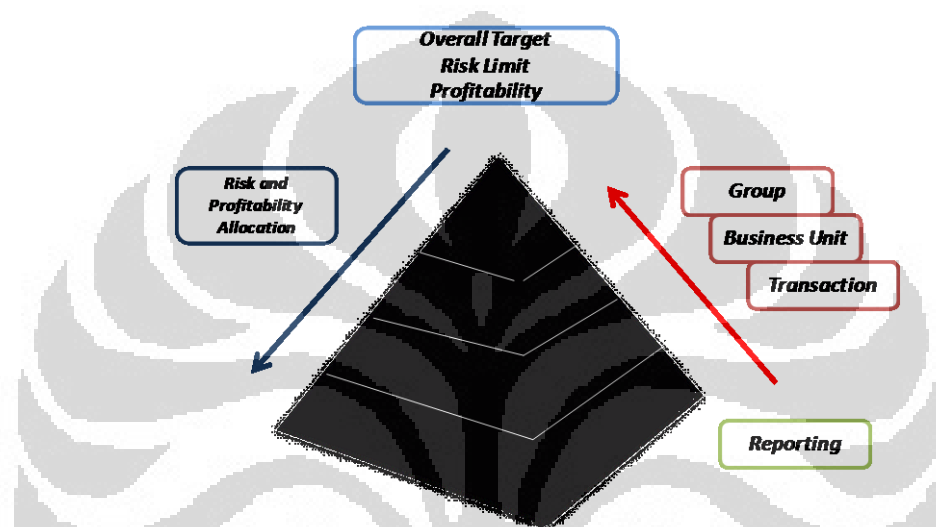 Overall Target
Risk Limit
Profitability
Risk and
Profitability
Allocation
Group
Business Unit
Transaction
Reporting